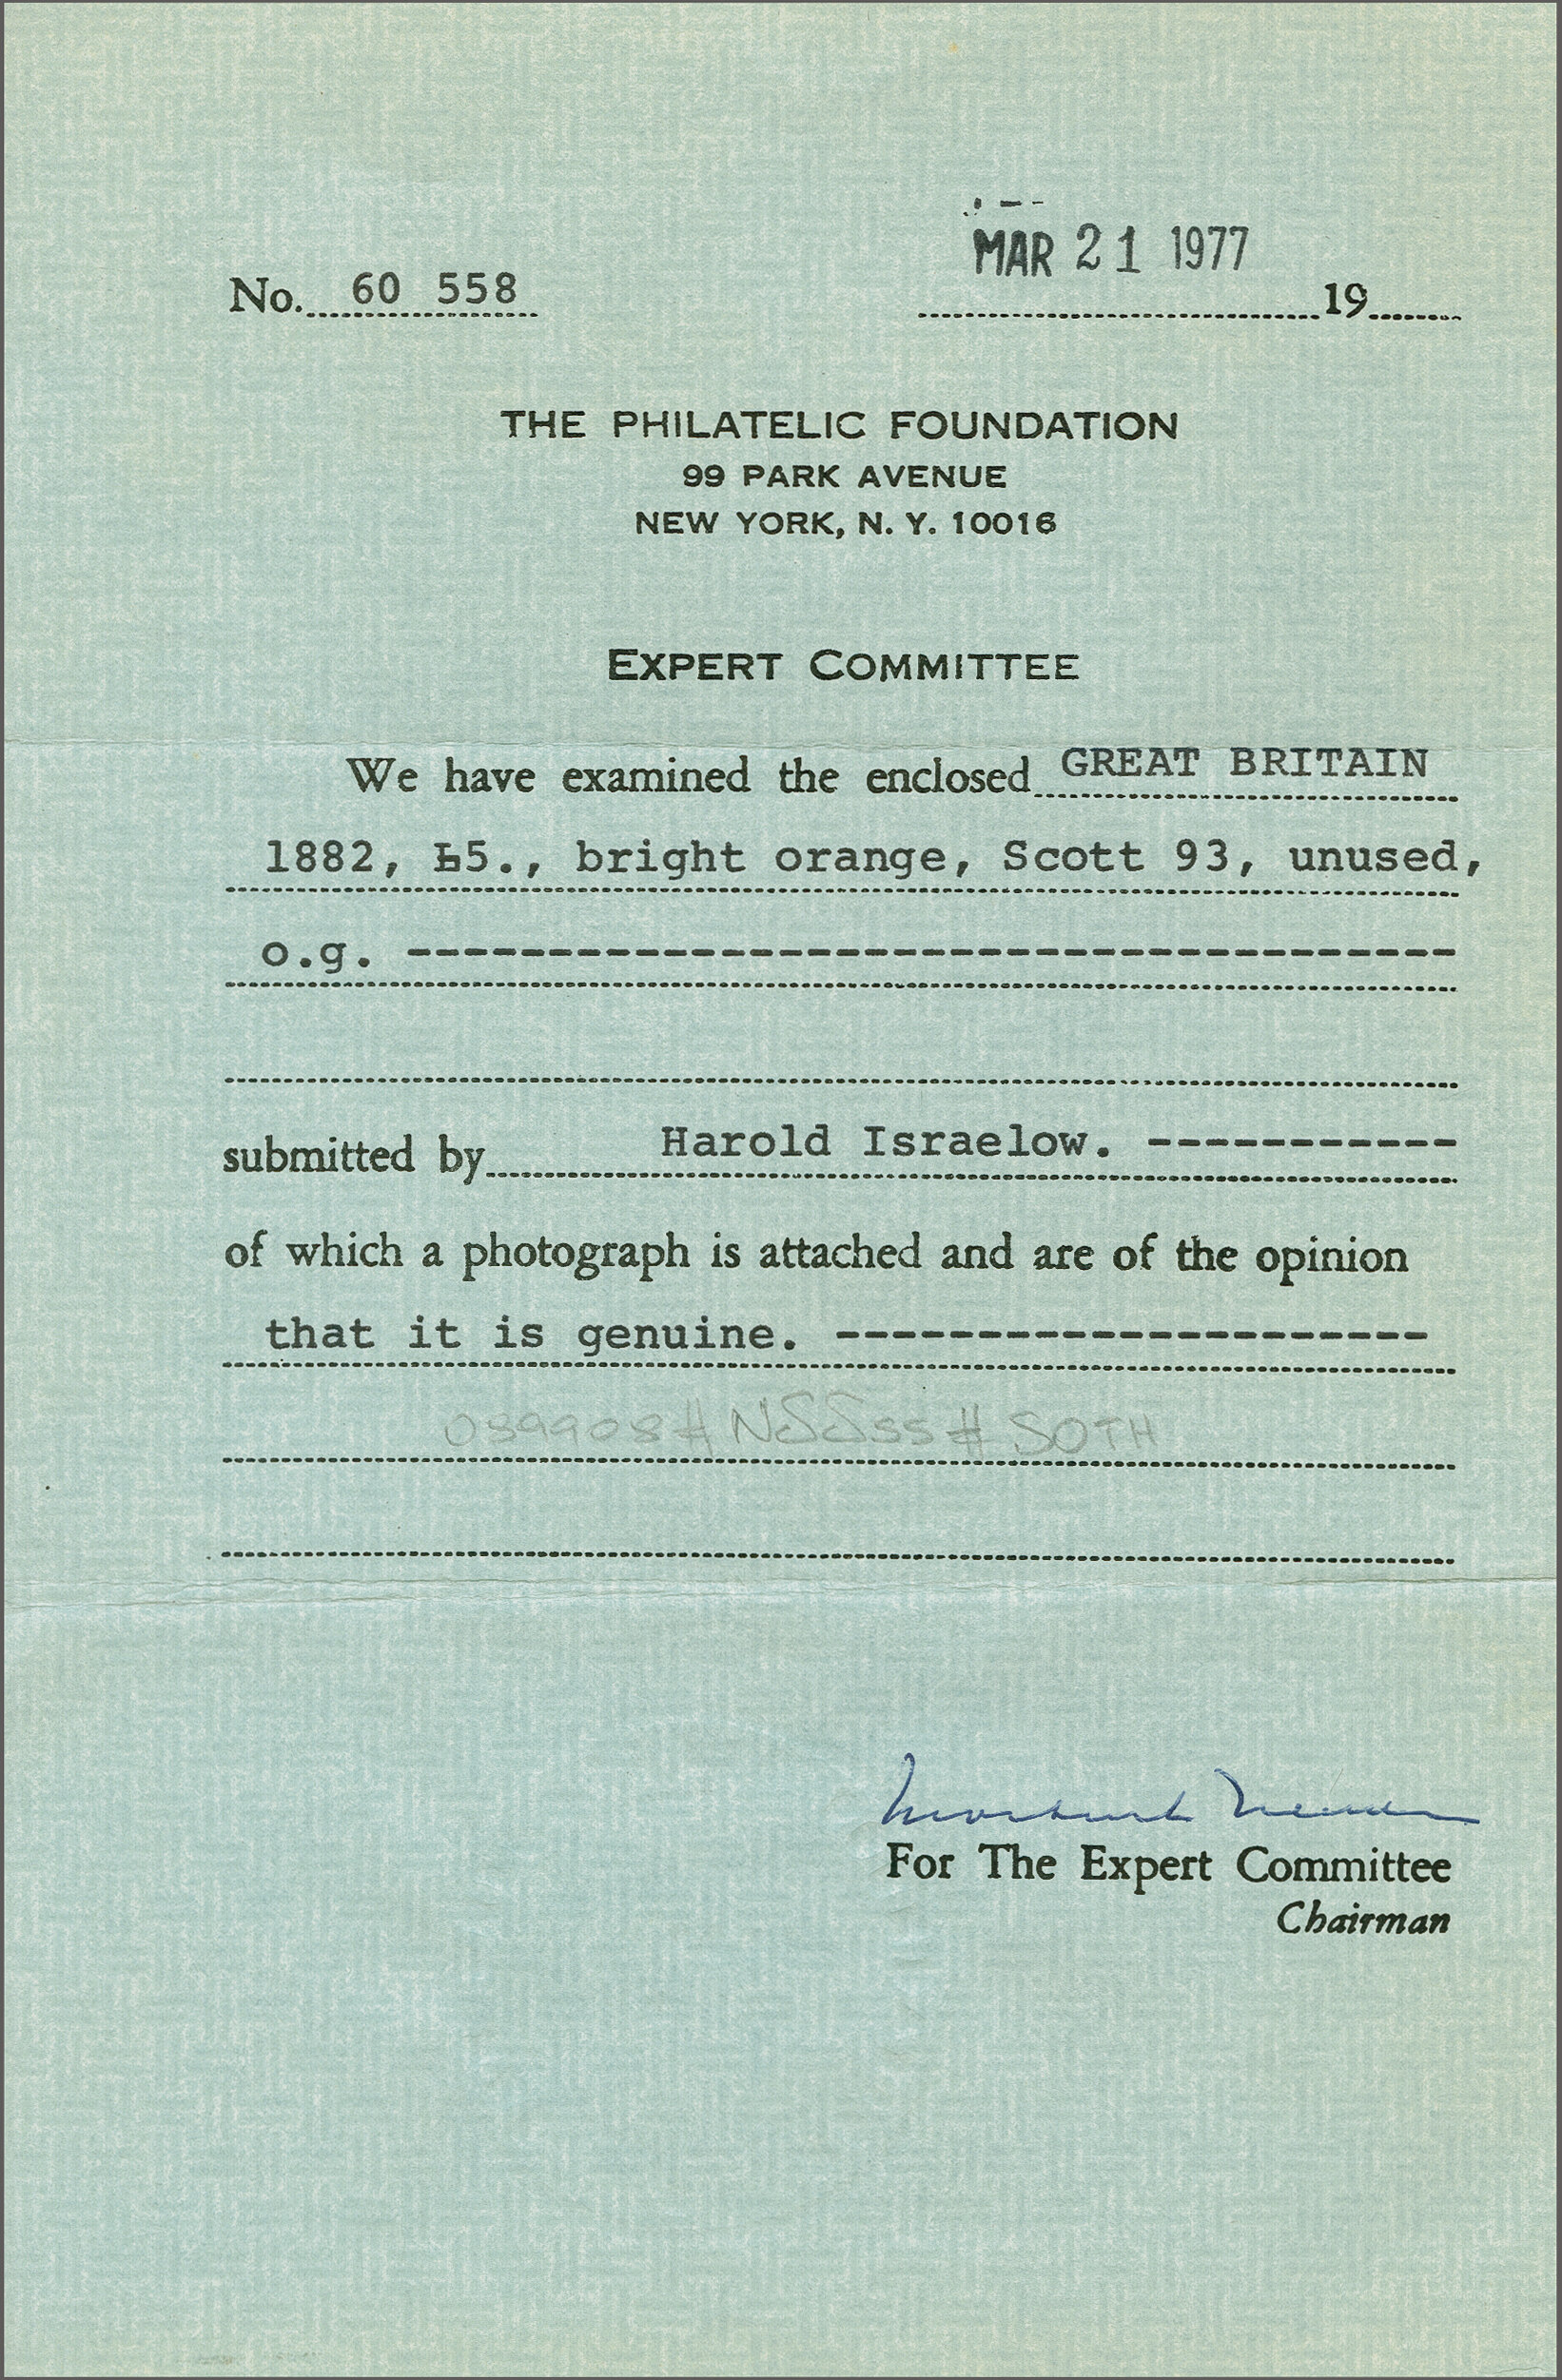 MAR 21 1977
No. 60 558 19
THE PHILATELIC FOUNDATION
99 PARK AVENUE
NEW YORK, N. Y. 10016
EXPERT COMMITTEE
We have examined the enclosed GREAT BRITAIN
1882, Ł5., bright orange, Scott 93, unused,
o.g. -------------------------------------
submitted by Harold Israelow. -----------
of which a photograph is attached and are of the opinion
that it is genuine. ---------------------
For The Expert Committee
Chairman